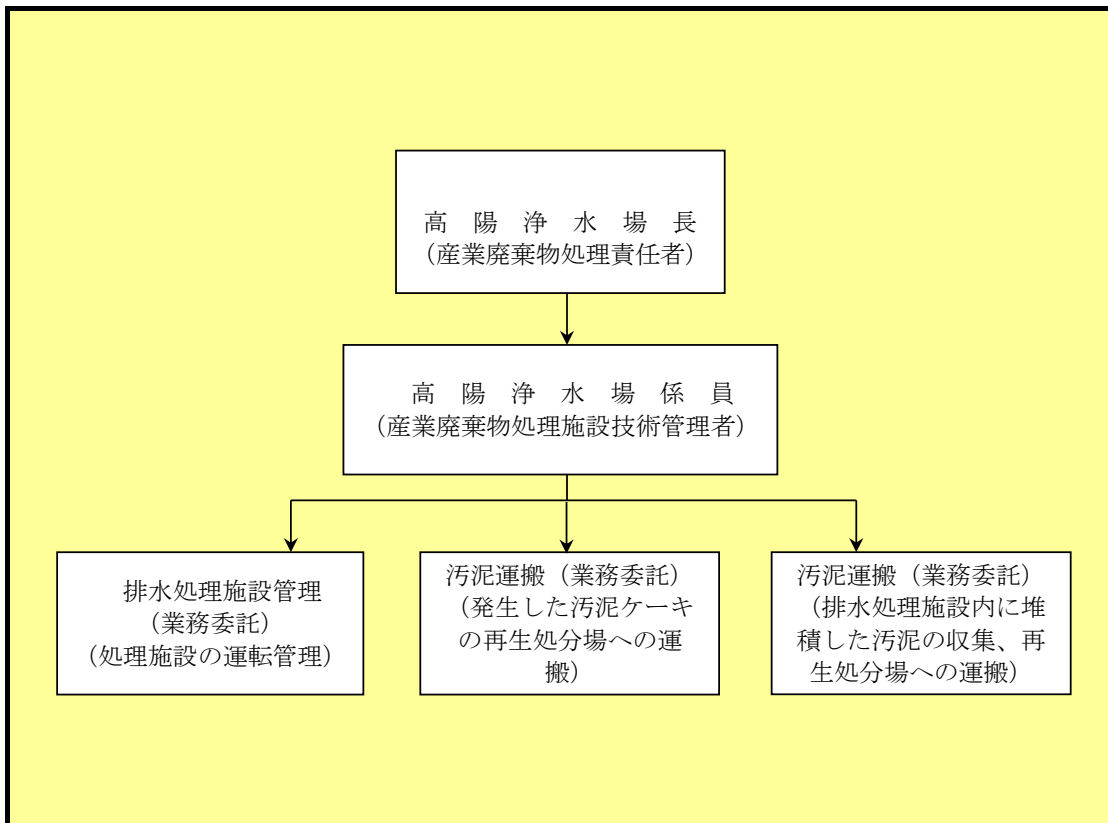 高 陽 浄 水 場 長
（産業廃棄物処理責任者）
高 陽 浄 水 場 係 員
（産業廃棄物処理施設技術管理者）
排水処理施設管理
（業務委託）
（処理施設の運転管理）
汚泥運搬（業務委託）
（発生した汚泥ケーキ
の再生処分場への運
搬）
汚泥運搬（業務委託）
（排水処理施設内に堆
積した汚泥の収集、再
生処分場への運搬）